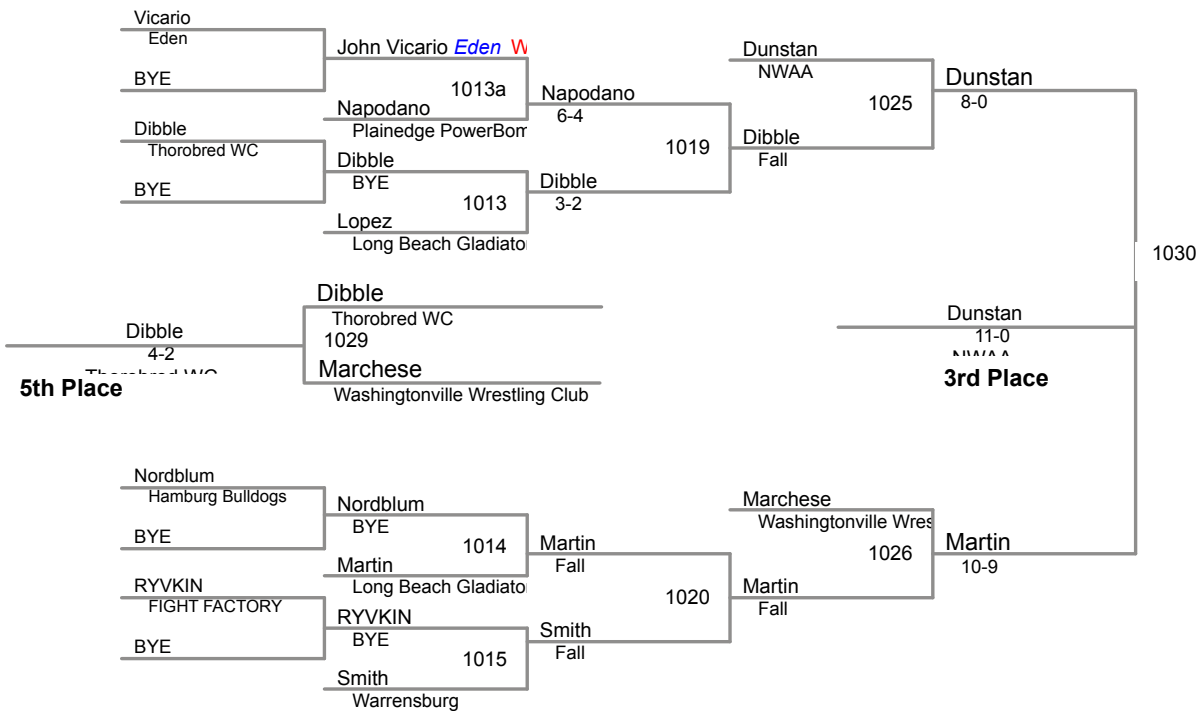 Vicario
Eden
BYE
John Vicario Eden W
1013a
Napodano
Plainedge PowerBom
Napodano
6-4
Dibble
Thorobred WC
BYE
Dibble
BYE
1013
Lopez
Long Beach Gladiato
Dibble
3-2
1019
Dunstan
NWAA
1025
Dibble
Fall
Dunstan
8-0
1030
Dibble
Thorobred WC
1029
Marchese
Washingtonville Wrestling Club
Dibble
4-2
Thorobred WC
5th Place
Dunstan
11-0
NWAA
3rd Place
Nordblum
Hamburg Bulldogs
BYE
Nordblum
BYE
1014
Martin
Long Beach Gladiato
Martin
Fall
RYVKIN
FIGHT FACTORY
BYE
RYVKIN
BYE
1015
Smith
Warrensburg
Smith
Fall
1020
Marchese
Washingtonville Wres
1026
Martin
Fall
Martin
10-9